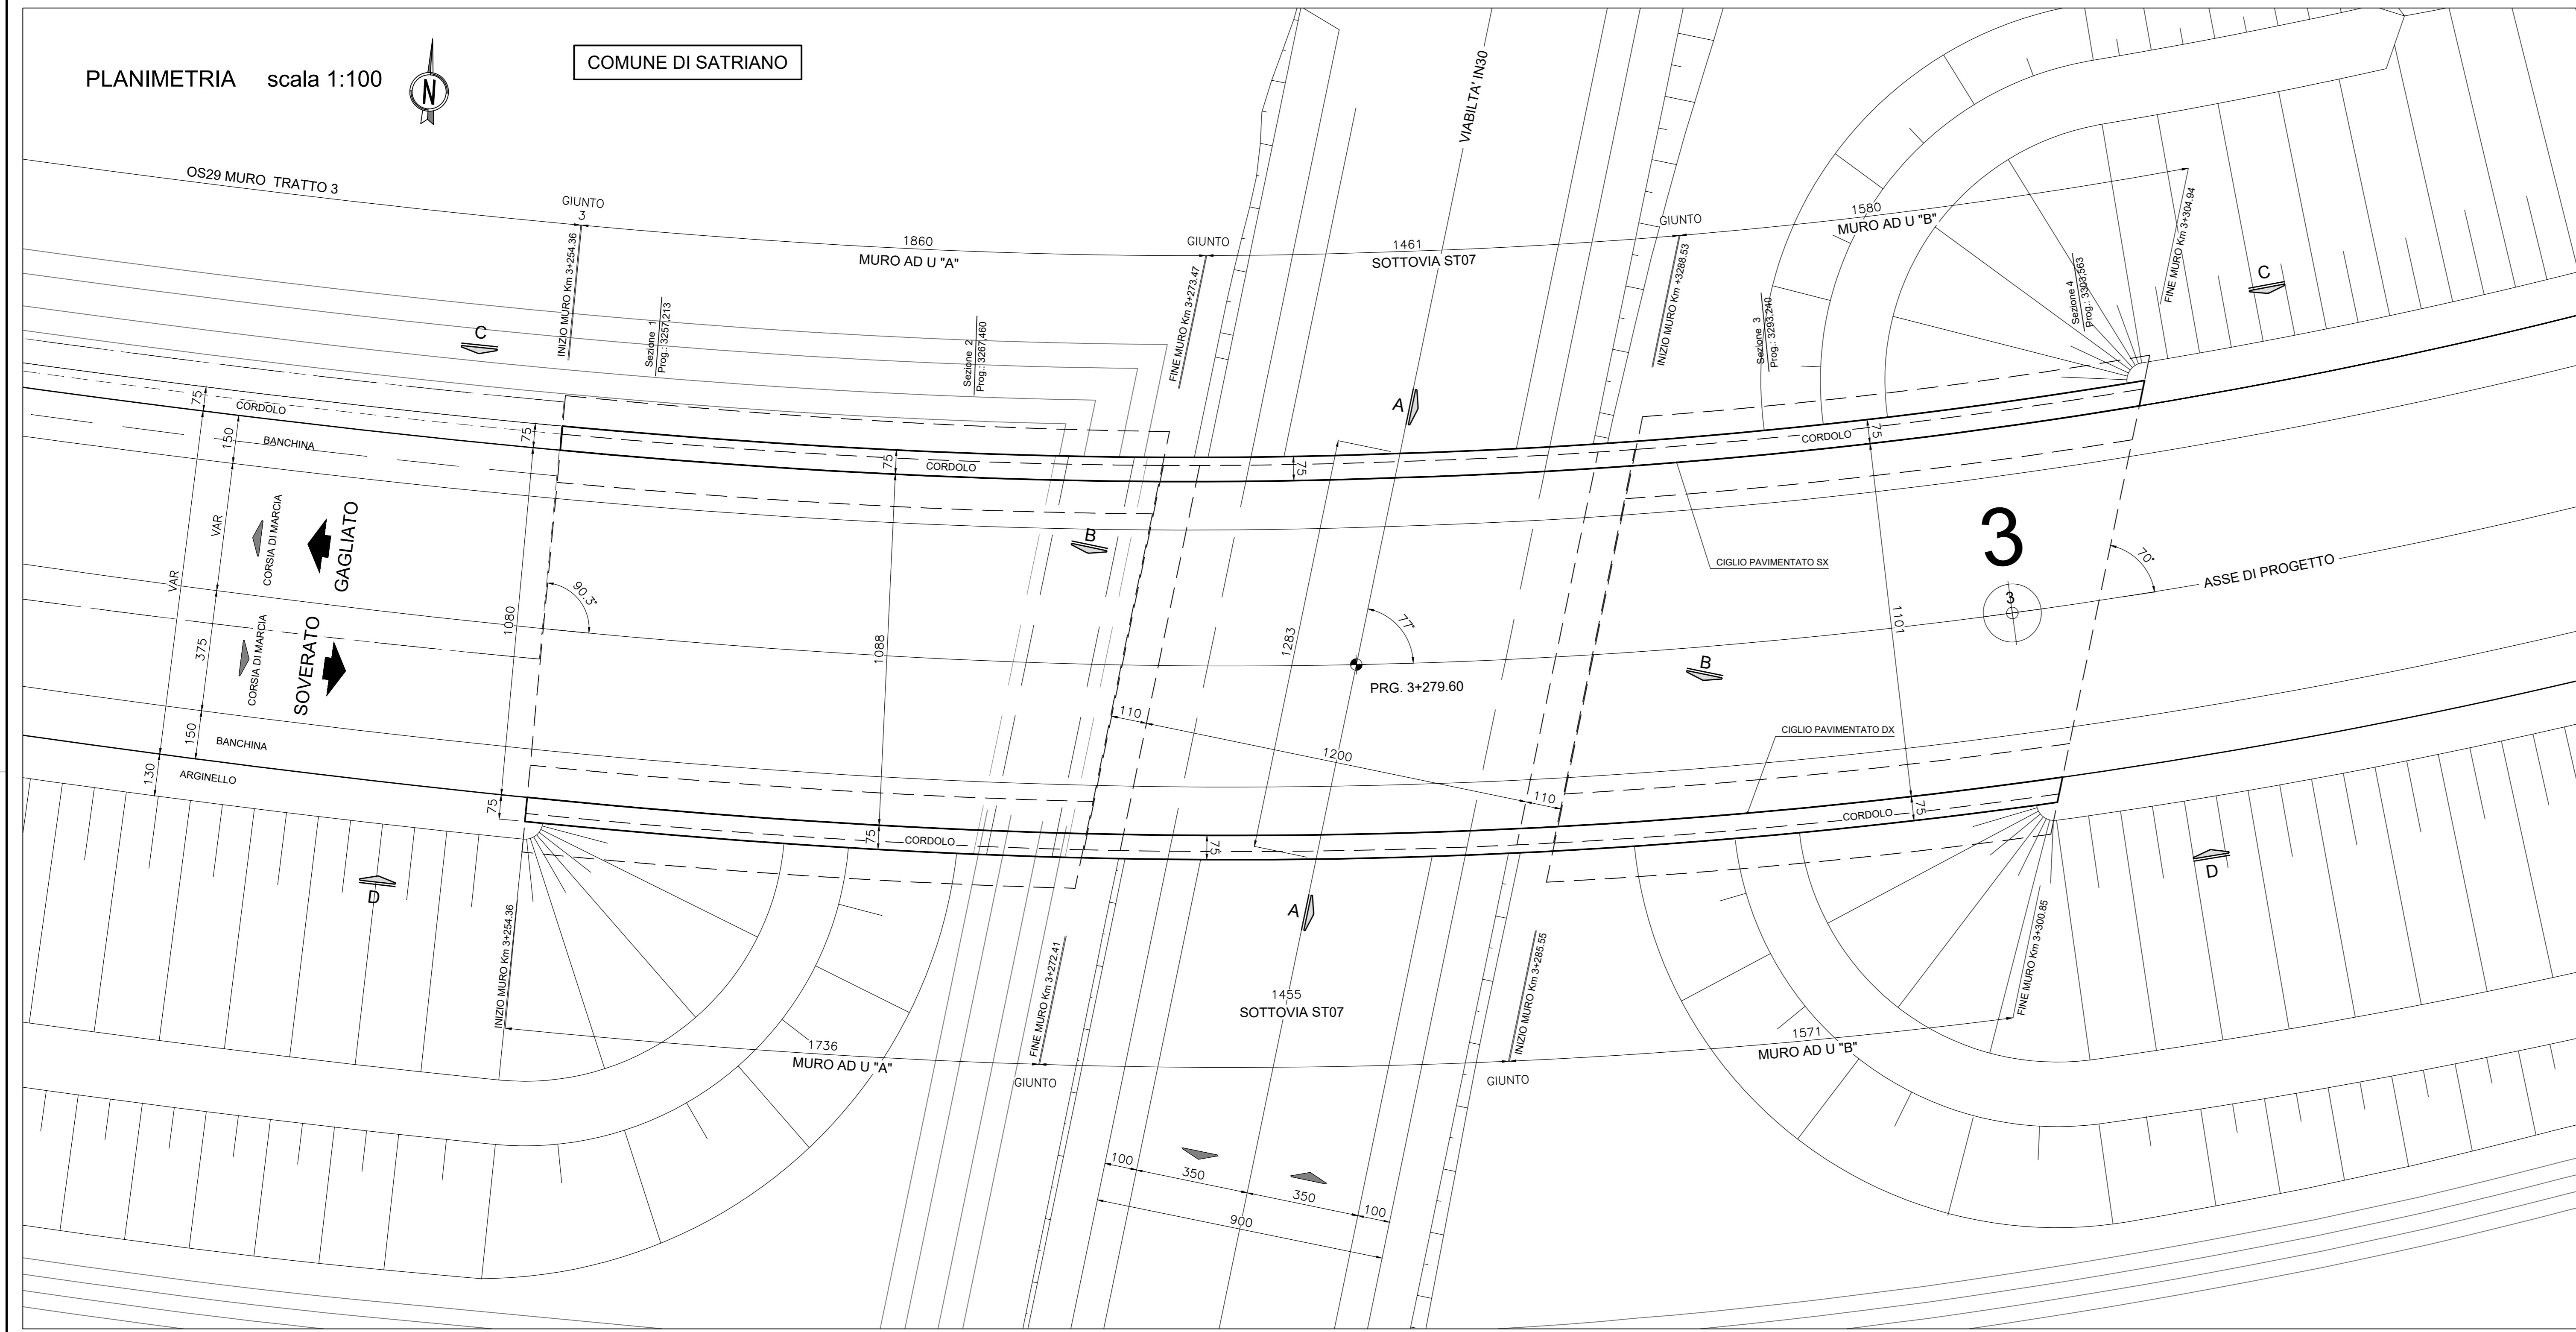 PLANIMETRIA scala 1:100
N
COMUNE DI SATRIANO
VIABILTA' IN30
OS29 MURO TRATTO 3
GIUNTO
3
1860
MURO AD U "A"
GIUNTO
1461
SOTTOVIA ST07
GIUNTO
1580
MURO AD U "B"
INIZIO MURO Km 3+254.36
Sezione 1
Prog.: 3257,213
Sezione 2
Prog.: 3267,460
FINE MURO Km 3+273.47
INIZIO MURO Km +3288.53
Sezione 3
Prog.: 3293,240
Sezione 4
Prog.: 3303,563
FINE MURO Km 3+304.94
C
C
A
75
CORDOLO
150
BANCHINA
75
75
CORDOLO
75
CORDOLO
75
VAR
VAR
CORSIA DI MARCIA
GAGLIATO
B
CIGLIO PAVIMENTATO SX
3
70°
ASSE DI PROGETTO
3
90.3°
1080
1088
1283
77°
1101
375
CORSIA DI MARCIA
SOVERATO
B
PRG. 3+279.60
110
1200
110
CIGLIO PAVIMENTATO DX
150
BANCHINA
130
ARGINELLO
75
75
CORDOLO
75
CORDOLO
75
D
A
D
INIZIO MURO Km 3+254.36
FINE MURO Km 3+272.41
INIZIO MURO Km 3+285.55
FINE MURO Km 3+300.85
1455
SOTTOVIA ST07
1736
MURO AD U "A"
GIUNTO
GIUNTO
1571
MURO AD U "B"
100
350
350
100
900